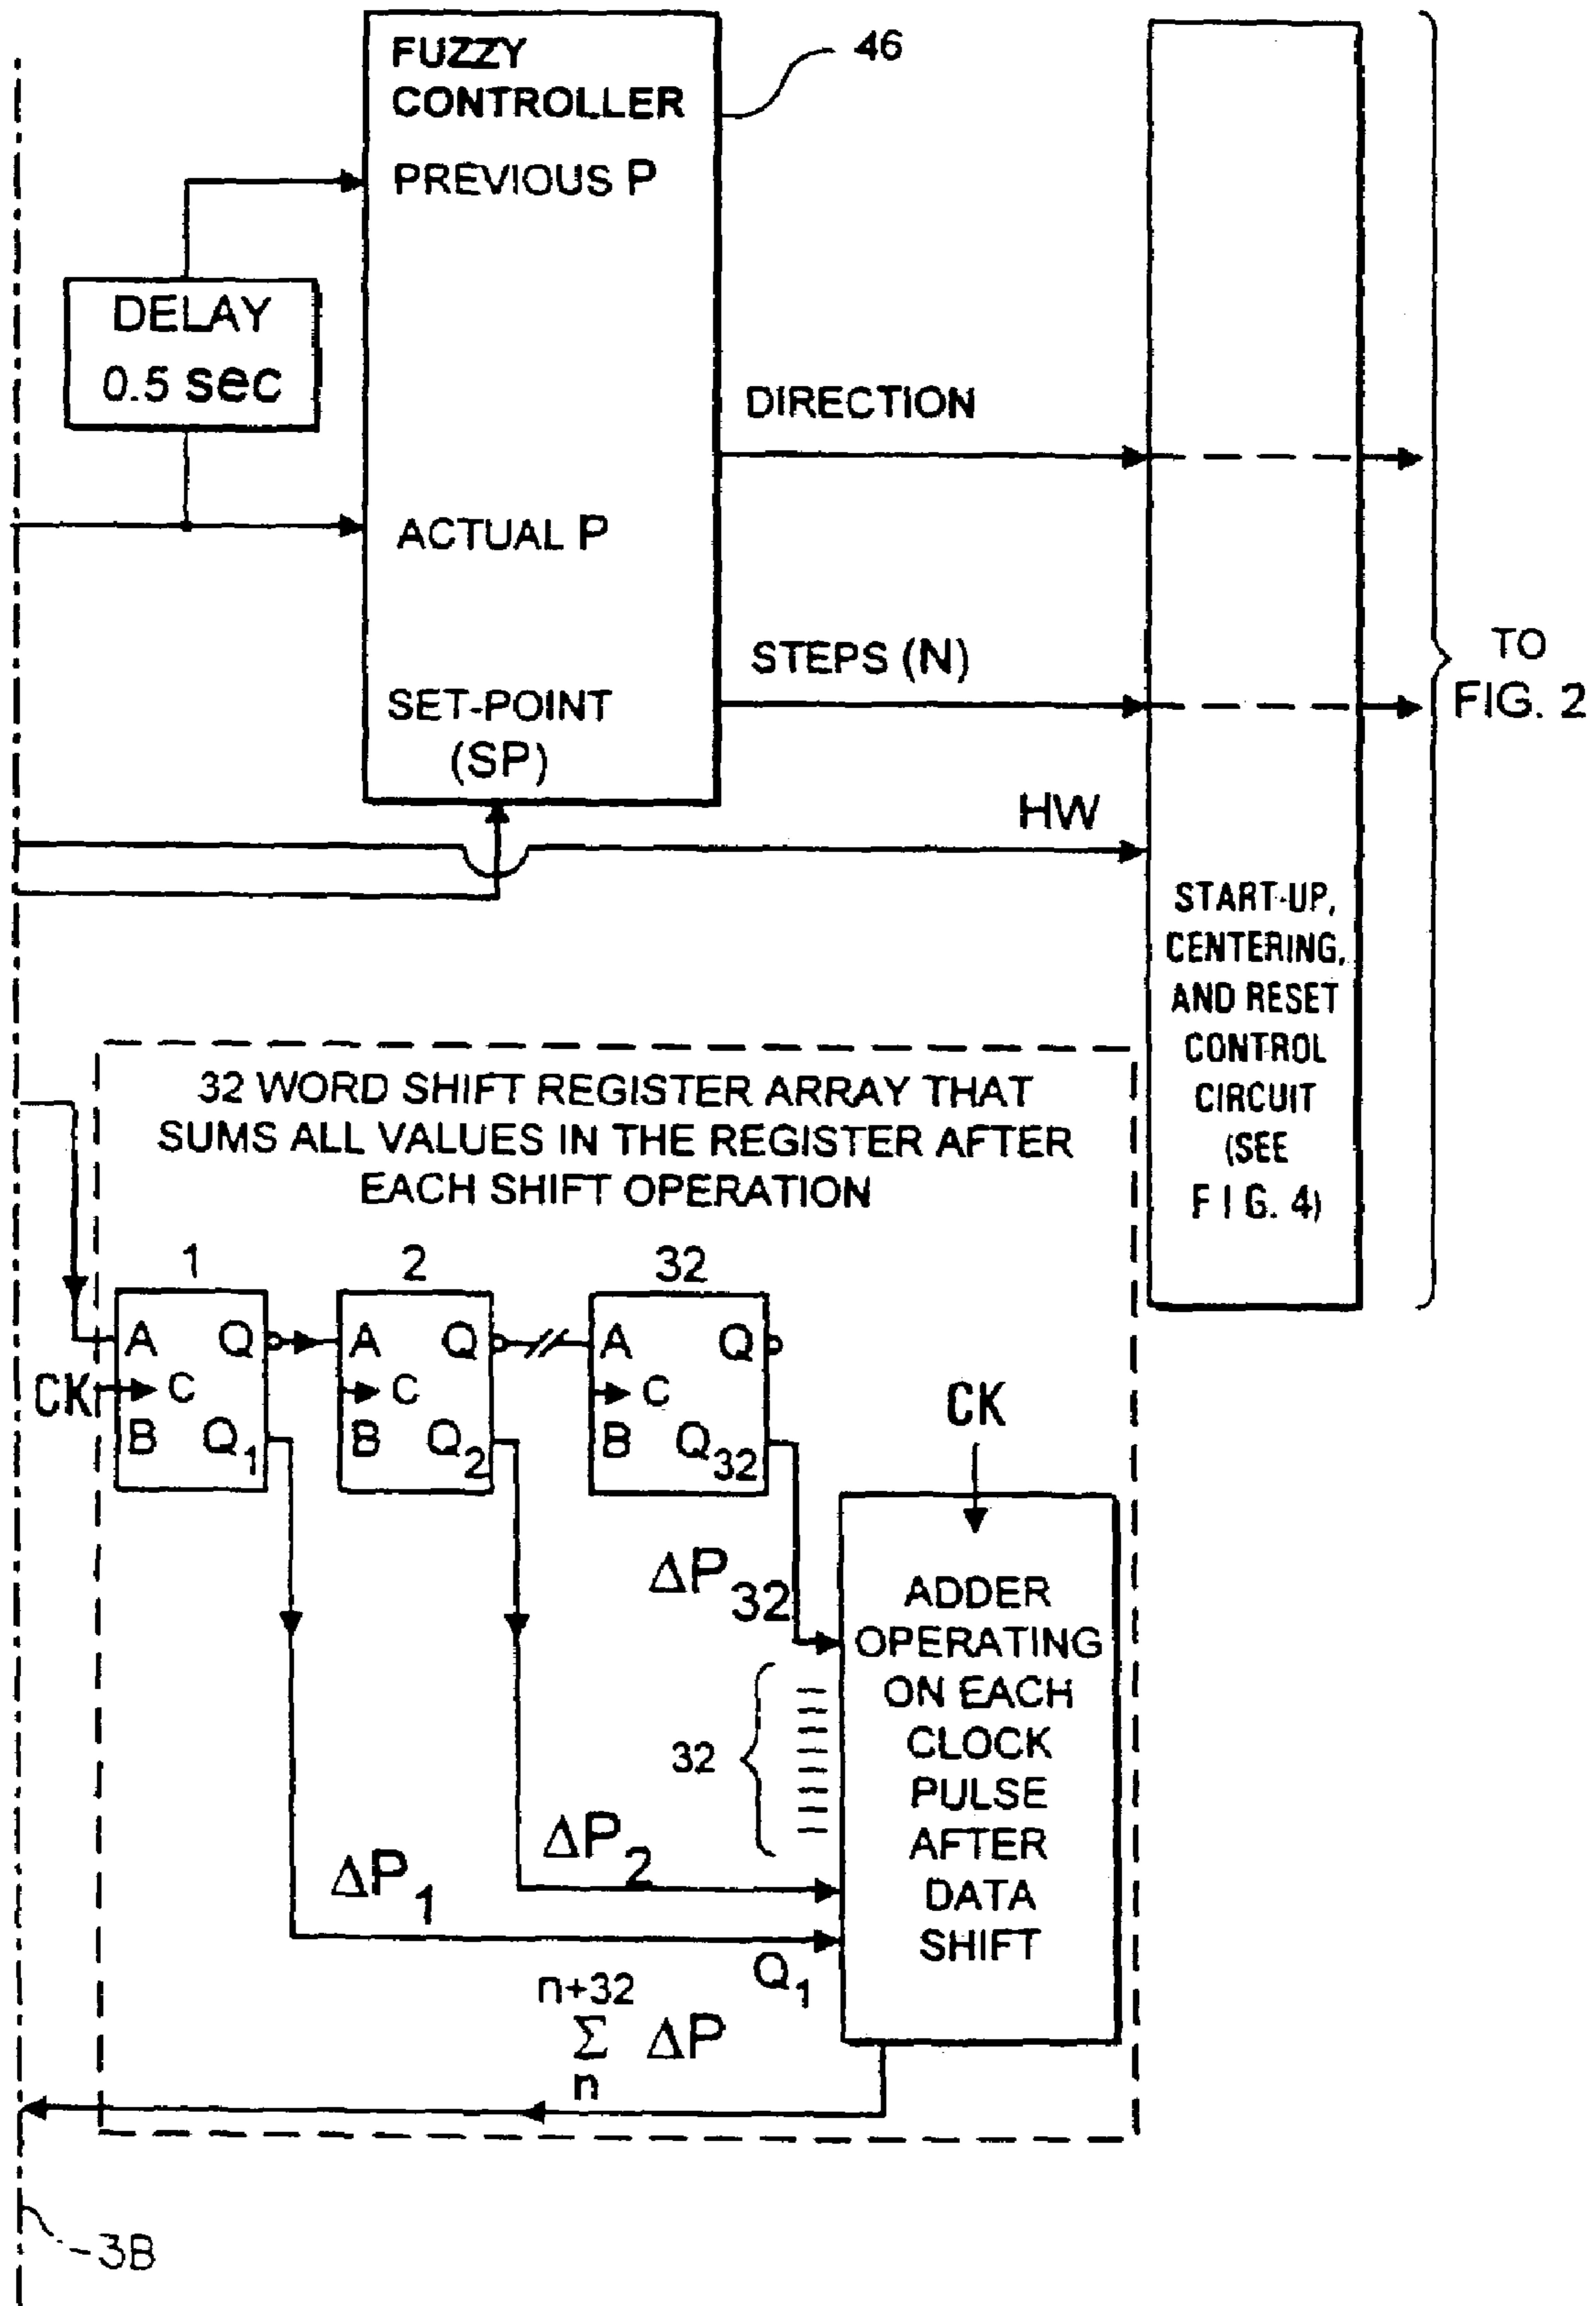 FUZZY
CONTROLLER
46
PREVIOUS P
DELAY
0.5 sec
DIRECTION
ACTUAL P
STEPS (N)
TO
FIG. 2
SET-POINT
(SP)
HW
START-UP,
CENTERING,
AND RESET
CONTROL
CIRCUIT
(SEE
FIG. 4)
32 WORD SHIFT REGISTER ARRAY THAT
SUMS ALL VALUES IN THE REGISTER AFTER
EACH SHIFT OPERATION
1
2
32
A Q
A Q
A Q
CK C
C
C
B Q1
B Q2
B Q32
CK
ΔP32
ADDER
OPERATING
ON EACH
CLOCK
PULSE
AFTER
DATA
SHIFT
32
ΔP2
ΔP1
Q1
n+32
Σ ΔP
n
3B